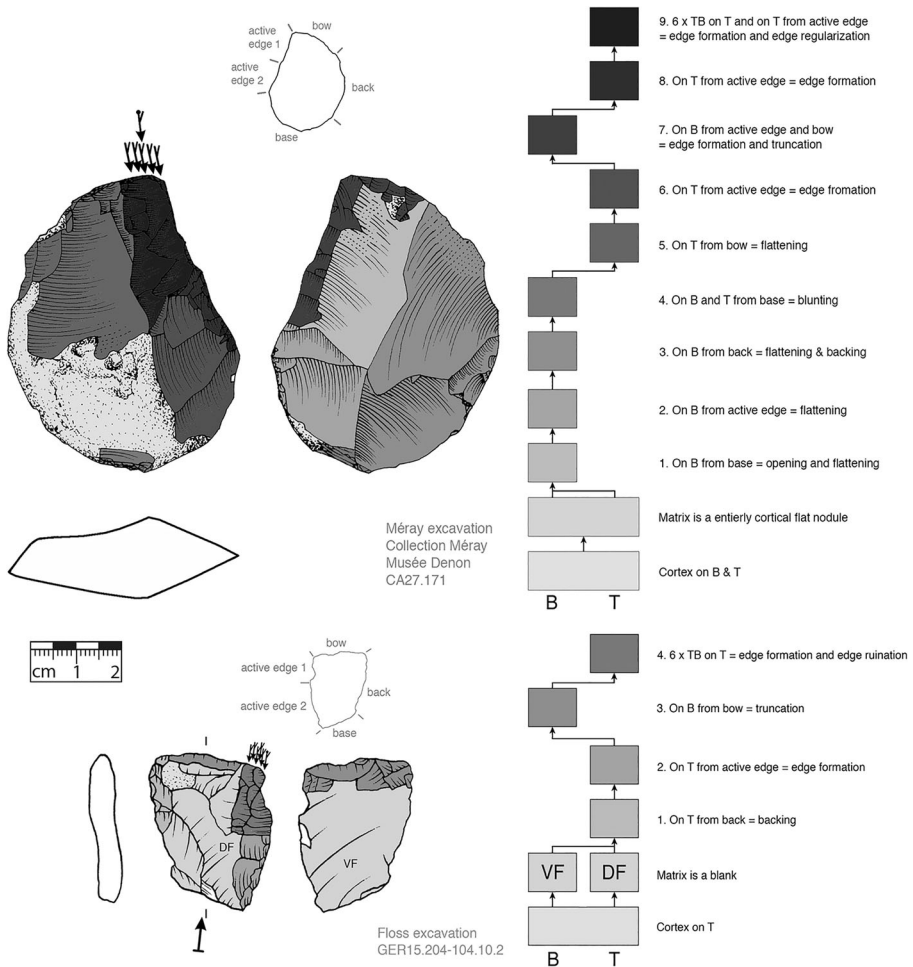 bow
active
edge 1
active
edge 2
back
base
9. 6 x TB on T and on T from active edge
= edge formation and edge regularization
8. On T from active edge = edge formation
7. On B from active edge and bow
= edge formation and truncation
6. On T from active edge = edge fromation
5. On T from bow = flattening
4. On B and T from base = blunting
3. On B from back = flattening & backing
2. On B from active edge = flattening
1. On B from base = opening and flattening
Matrix is a entierly cortical flat nodule
Cortex on B & T
B T
Méray excavation
Collection Méray
Musée Denon
CA27.171
cm 1 2
bow
active edge 1
active edge 2
back
base
4. 6 x TB on T = edge formation and edge ruination
3. On B from bow = truncation
2. On T from active edge = edge formation
1. On T from back = backing
VF DF Matrix is a blank
Cortex on T
B T
I
DF
VF
I
Floss excavation
GER15.204-104.10.2